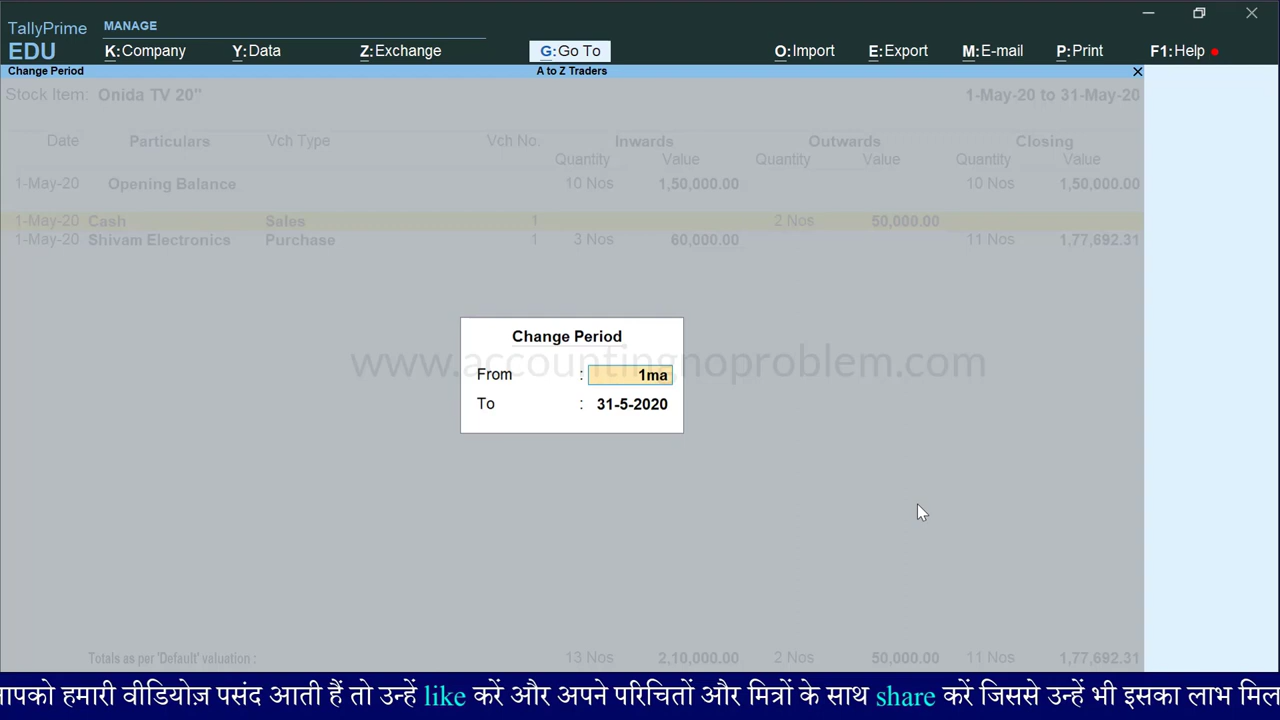 TallyPrime
EDU
MANAGE
K:Company Y:Data Z:Exchange G:Go To O:Import E:Export M:E-mail P:Print F1:Help
Change Period A to Z Traders
Stock Item: Onida TV 20" 1-May-20 to 31-May-20
Date Particulars Vch Type Vch No. Inwards Outwards Closing
Quantity Value Quantity Value Quantity Value
1-May-20 Opening Balance 10 Nos 1,50,000.00 10 Nos 1,50,000.00
1-May-20 Cash Sales 1 2 Nos 50,000.00
1-May-20 Shivam Electronics Purchase 1 3 Nos 60,000.00 11 Nos 1,77,692.31
Change Period
www.accountingnoproblem.com
From : 1ma
To : 31-5-2020
Totals as per 'Default' valuation : 13 Nos 2,10,000.00 2 Nos 50,000.00 11 Nos 1,77,692.31
आपको हमारी वीडियोज़ पसंद आती हैं तो उन्हें like करें और अपने परिचितों और मित्रों के साथ share करें जिससे उन्हें भी इसका लाभ मिल